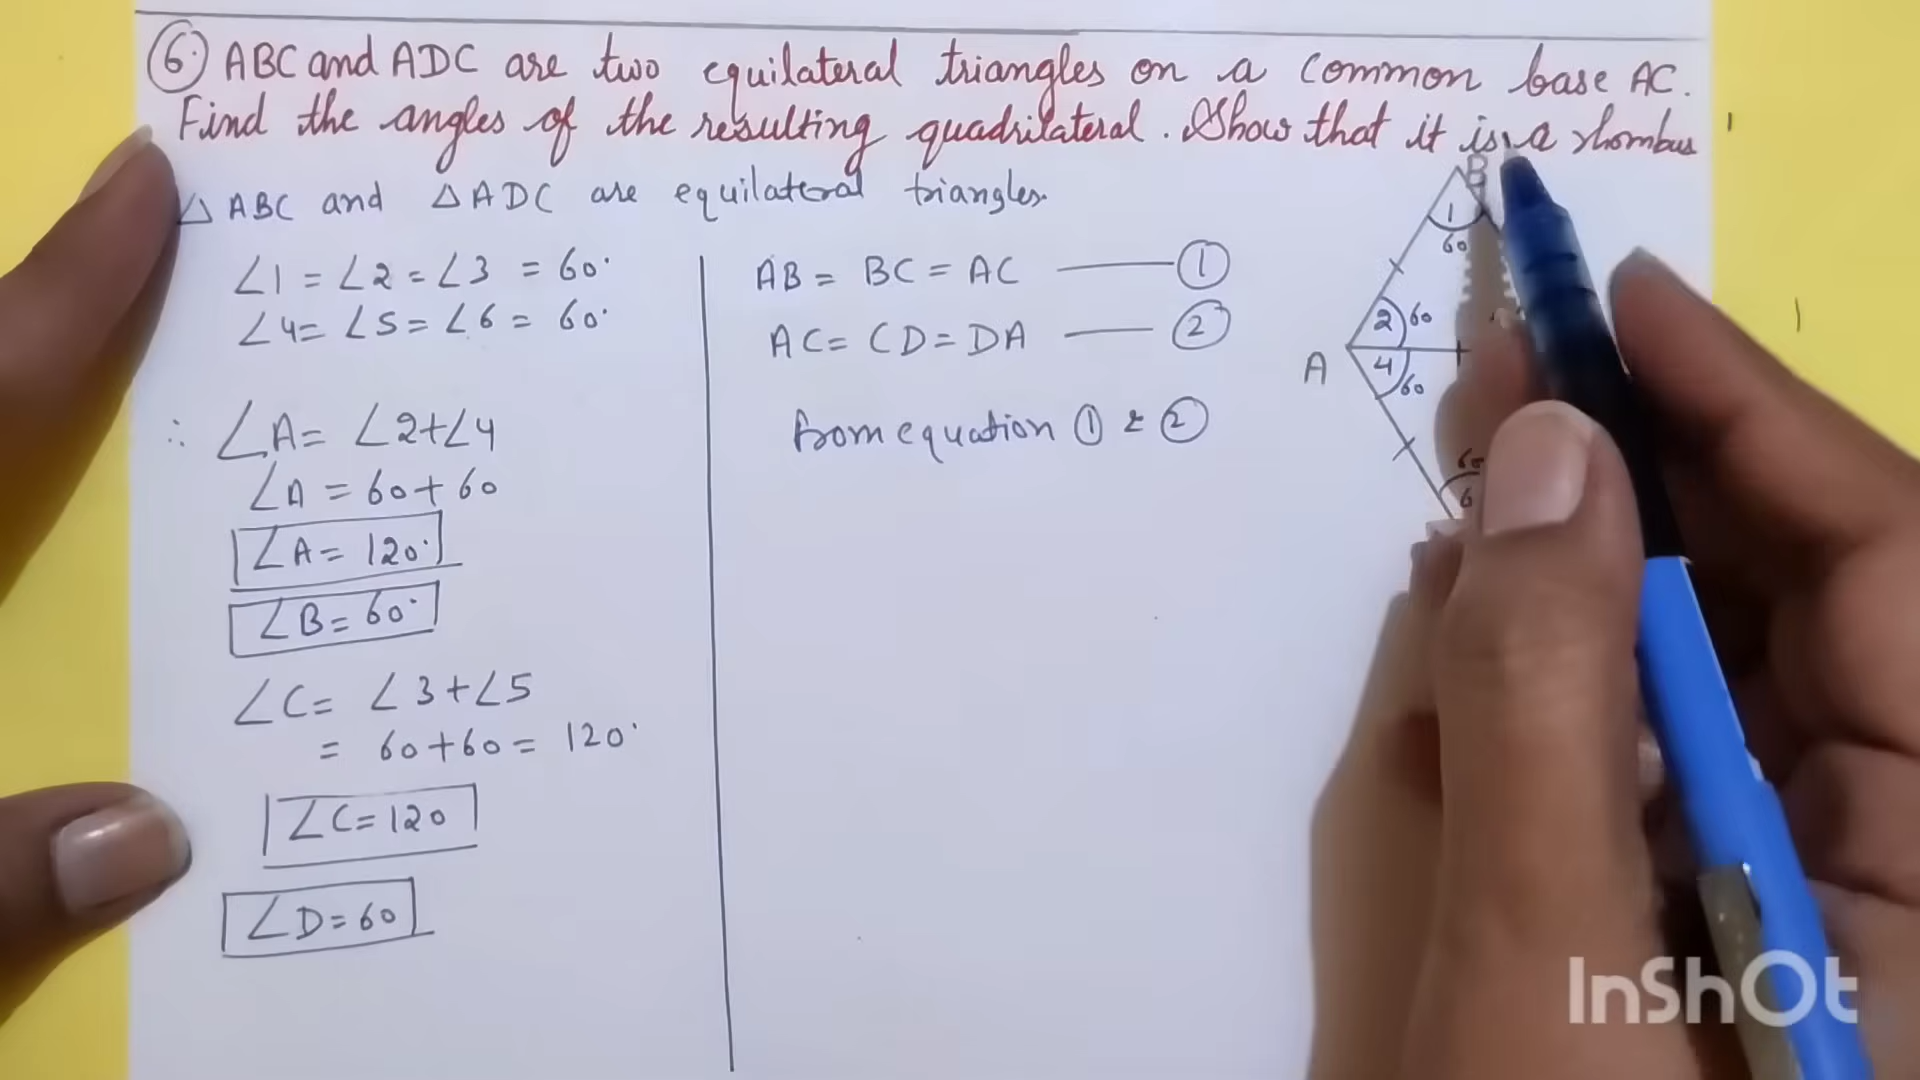 6. ABC and ADC are two equilateral triangles on a common base AC.
Find the angles of the resulting quadrilateral. Show that it is a rhombus
△ ABC and △ ADC are equilateral triangles.
∠1 = ∠2 = ∠3 = 60°
∠4 = ∠5 = ∠6 = 60°
∴ ∠A = ∠2+∠4
∠A = 60+60
∠A = 120°
∠B = 60°
∠C = ∠3+∠5
= 60+60 = 120°
∠C = 120
∠D = 60
AB = BC = AC —— 1
AC = CD = DA —— 2
from equation 1 & 2
B
1
60
2 60
A
4 60
60
6
InShOt